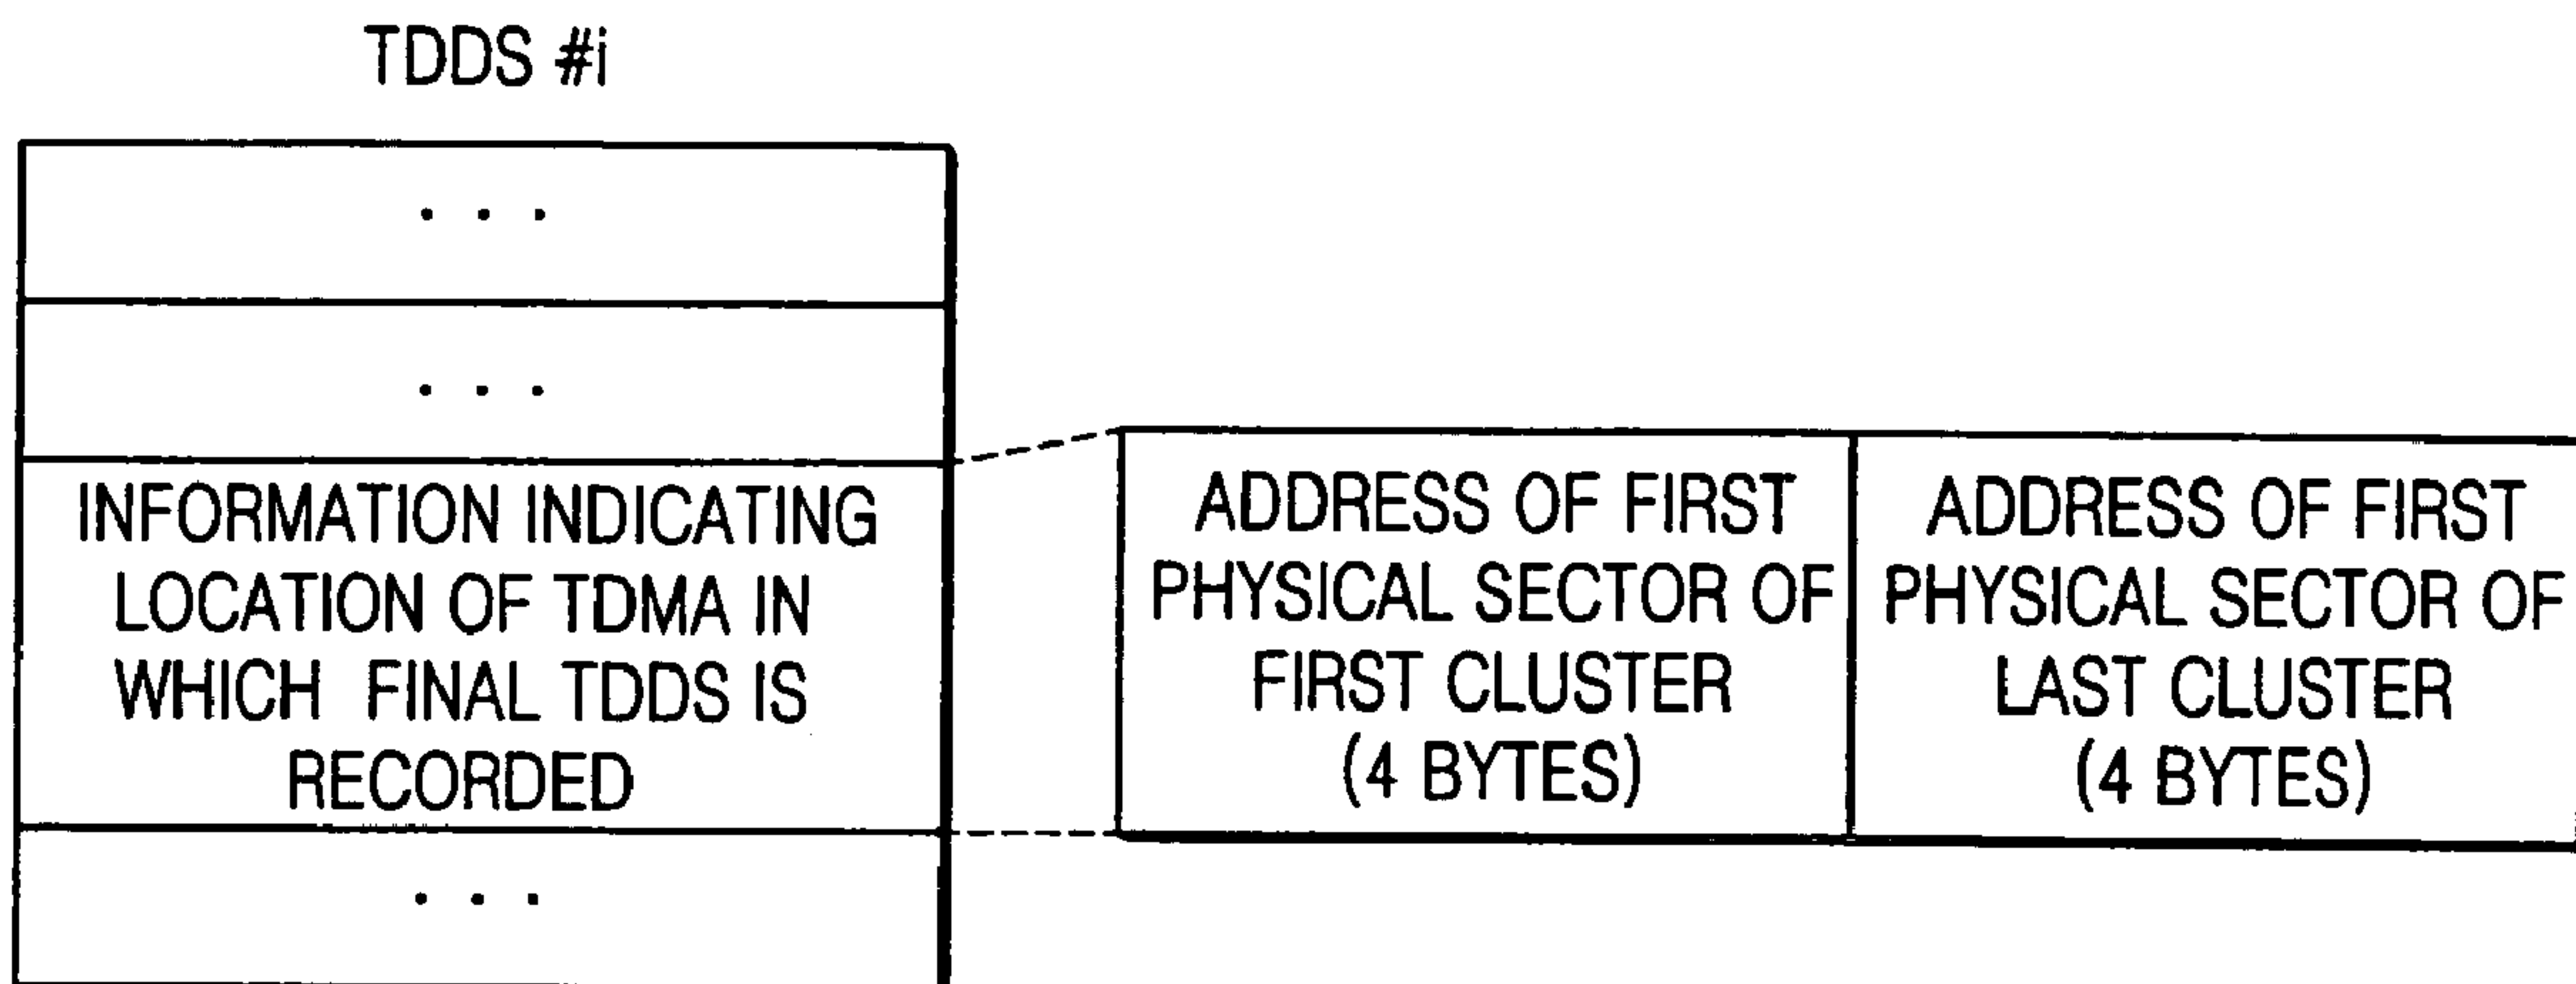 TDDS #i
. . .
. . .
INFORMATION INDICATING
LOCATION OF TDMA IN
WHICH FINAL TDDS IS
RECORDED
. . .
ADDRESS OF FIRST
PHYSICAL SECTOR OF
FIRST CLUSTER
(4 BYTES)
ADDRESS OF FIRST
PHYSICAL SECTOR OF
LAST CLUSTER
(4 BYTES)